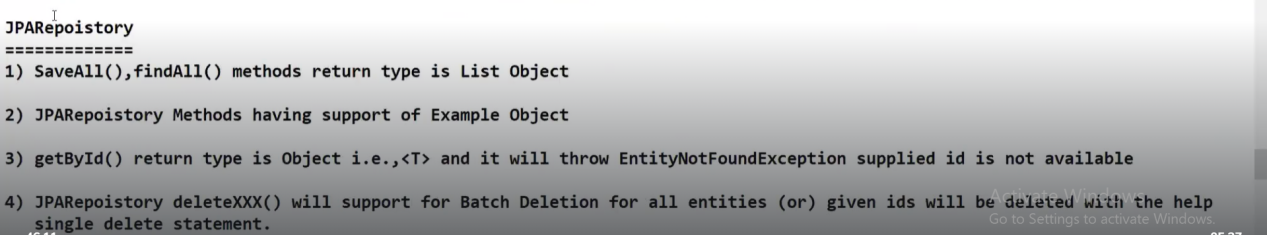 JPARepoistory
=============
1) SaveAll(),findAll() methods return type is List Object
2) JPARepoistory Methods having support of Example Object
3) getById() return type is Object i.e.,<T> and it will throw EntityNotFoundException supplied id is not available
4) JPARepoistory deleteXXX() will support for Batch Deletion for all entities (or) given ids will be deleted with the help
single delete statement.
Activate Windows
Go to Settings to activate Windows.